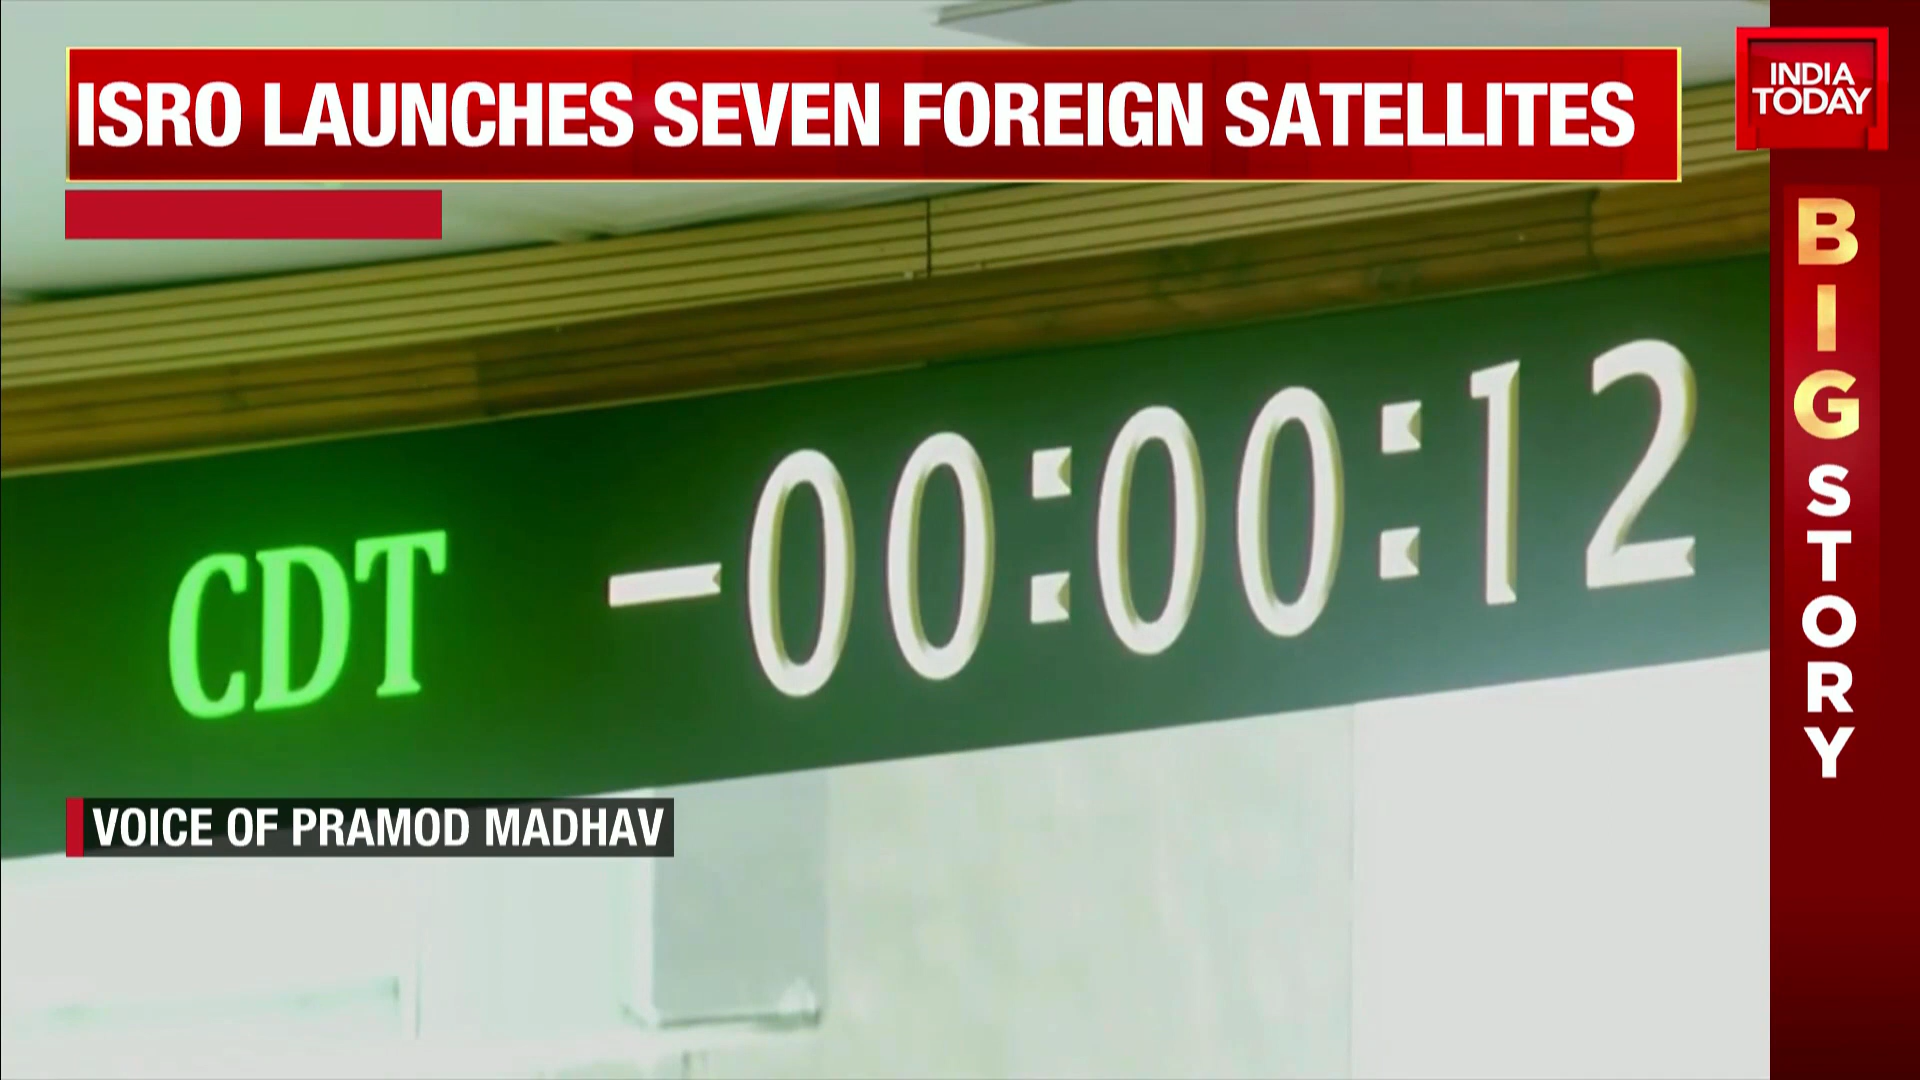 ISRO LAUNCHES SEVEN FOREIGN SATELLITES
INDIA
TODAY
BIG
STORY
CDT -00:00:12
VOICE OF PRAMOD MADHAV